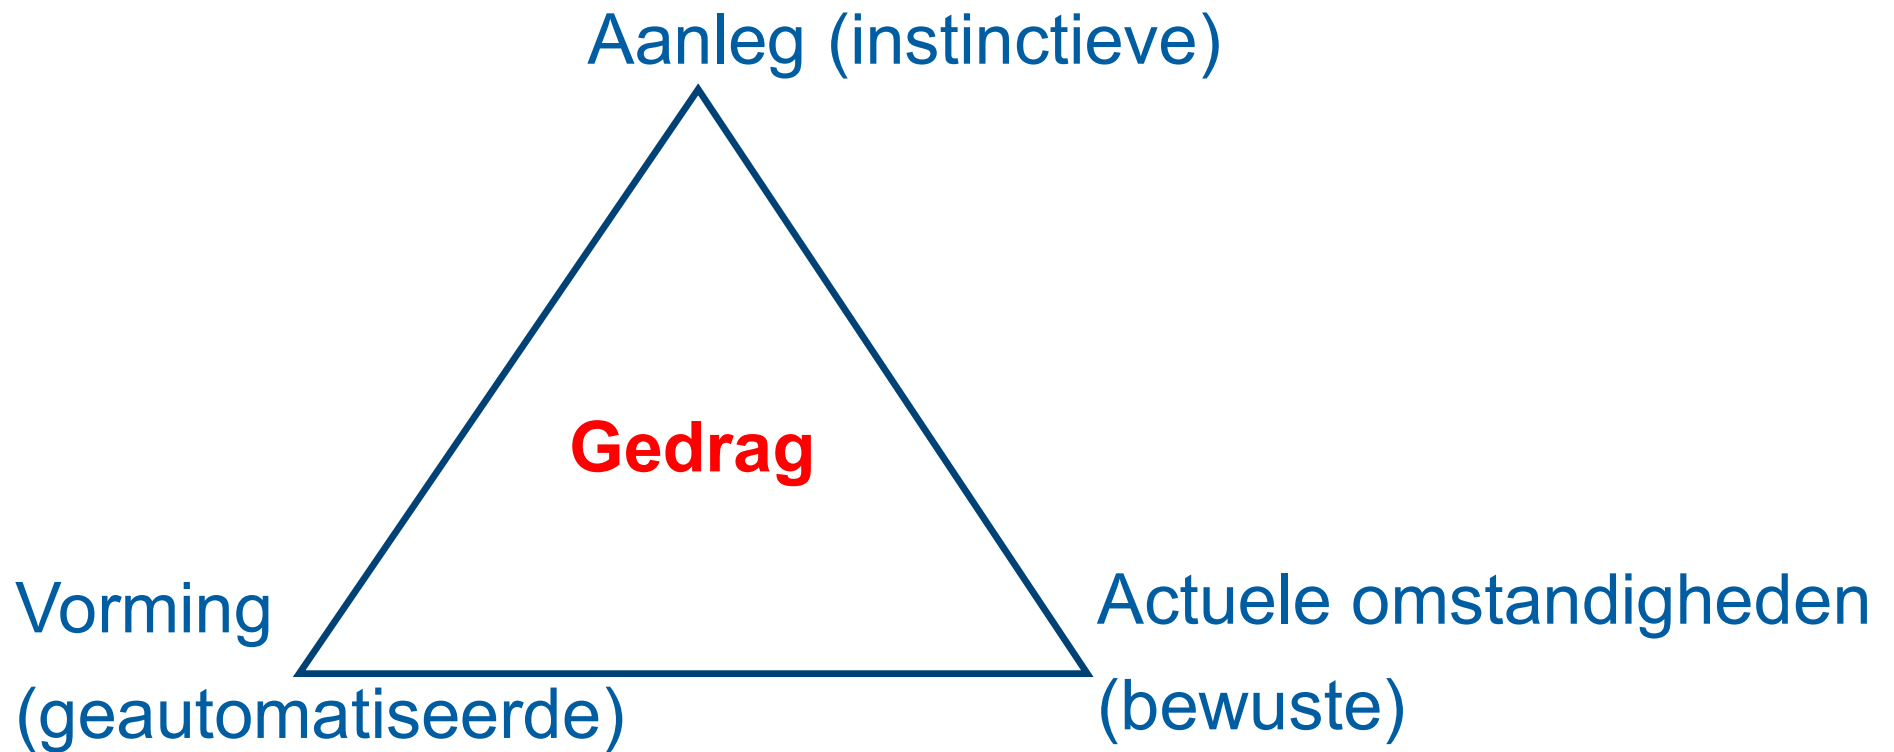 Aanleg (instinctieve)
Gedrag
Vorming
(geautomatiseerde)
Actuele omstandigheden
(bewuste)